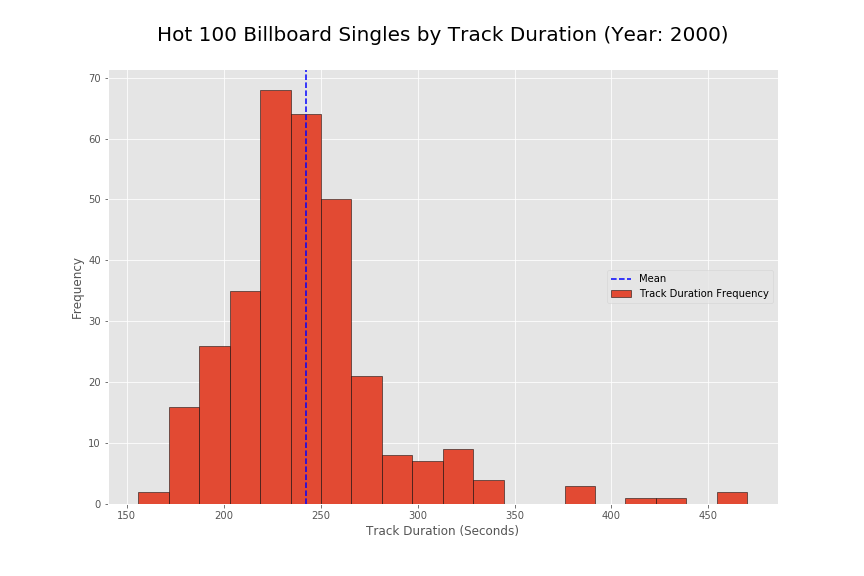 Hot 100 Billboard Singles by Track Duration (Year: 2000)
70
60
50
40
30
20
10
0
Frequency
Mean
Track Duration Frequency
150 200 250 300 350 400 450
Track Duration (Seconds)